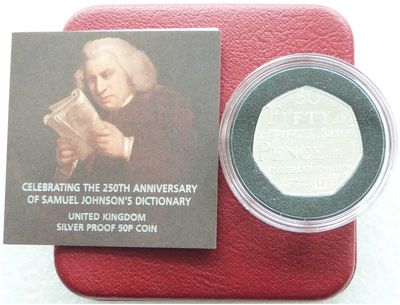 CELEBRATING THE 250TH ANNIVERSARY
OF SAMUEL JOHNSON'S DICTIONARY
UNITED KINGDOM
SILVER PROOF 50P COIN
50
FIFTY
PENCE